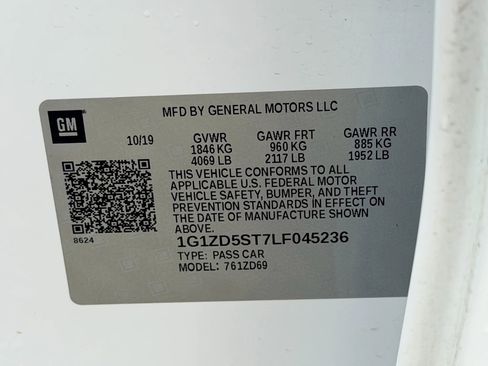 MFD BY GENERAL MOTORS LLC
GM
10/19 GVWR GAWR FRT GAWR RR
1846 KG 960 KG 885 KG
4069 LB 2117 LB 1952 LB
THIS VEHICLE CONFORMS TO ALL
APPLICABLE U.S. FEDERAL MOTOR
VEHICLE SAFETY, BUMPER, AND THEFT
PREVENTION STANDARDS IN EFFECT ON
THE DATE OF MANUFACTURE SHOWN
ABOVE.
8624
1G1ZD5ST7LF045236
TYPE: PASS CAR
MODEL: 761ZD69